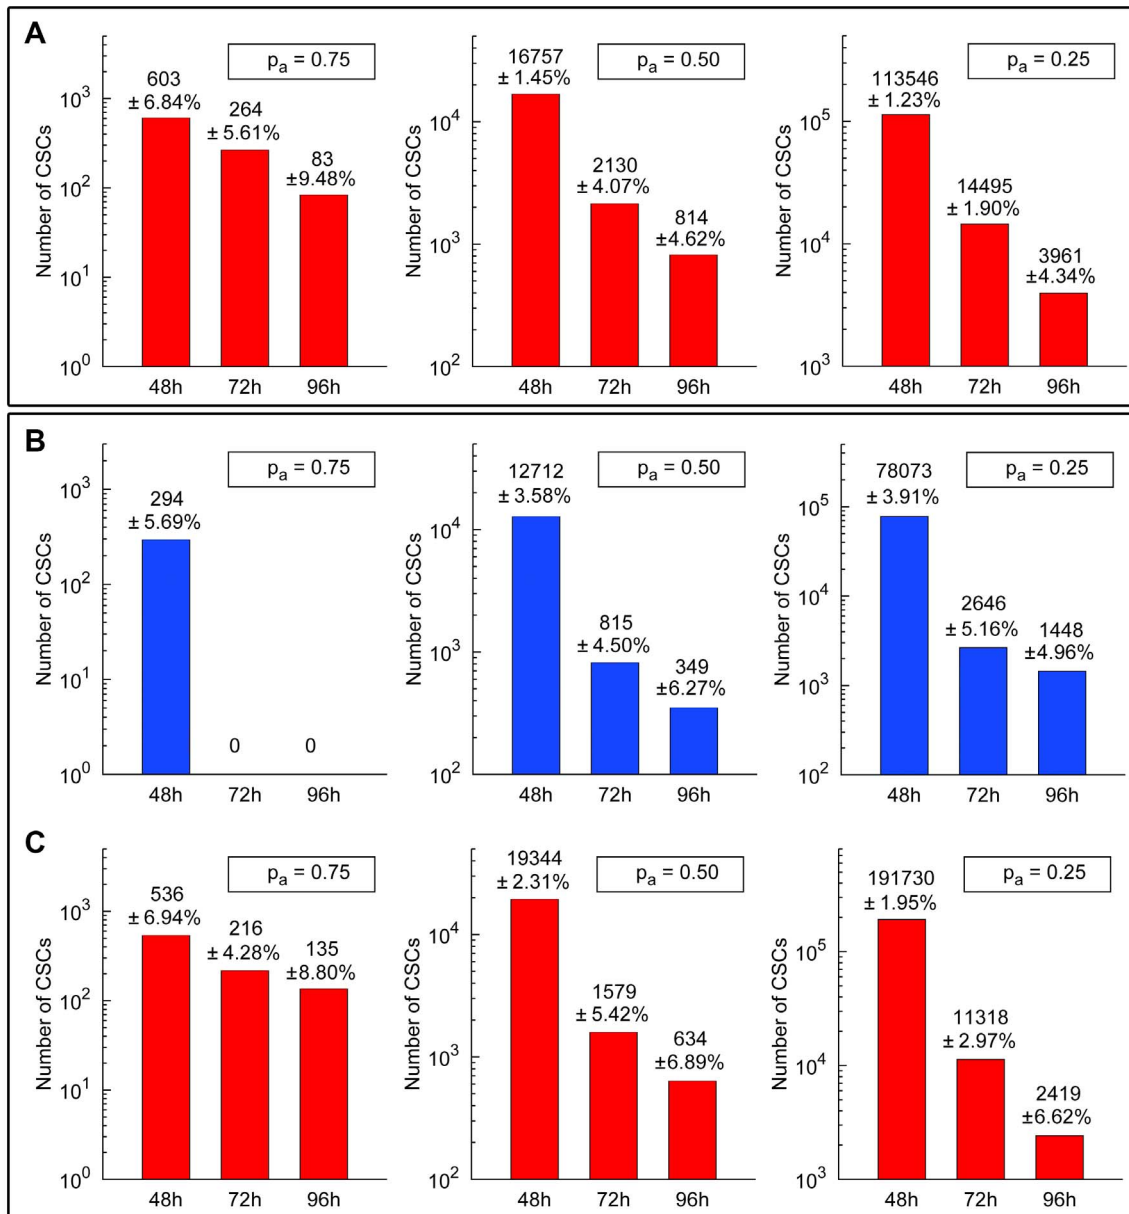 A
p_a = 0.75
Number of CSCs
10^3
10^2
10^1
10^0
603
± 6.84%
264
± 5.61%
83
±9.48%
48h
72h
96h
p_a = 0.50
Number of CSCs
10^4
10^3
10^2
16757
± 1.45%
2130
± 4.07%
814
±4.62%
48h
72h
96h
p_a = 0.25
Number of CSCs
10^5
10^4
10^3
113546
± 1.23%
14495
± 1.90%
3961
±4.34%
48h
72h
96h
B
p_a = 0.75
Number of CSCs
10^3
10^2
10^1
10^0
294
± 5.69%
0
0
48h
72h
96h
p_a = 0.50
Number of CSCs
10^4
10^3
10^2
12712
± 3.58%
815
± 4.50%
349
±6.27%
48h
72h
96h
p_a = 0.25
Number of CSCs
10^5
10^4
10^3
10^2
78073
± 3.91%
2646
± 5.16%
1448
±4.96%
48h
72h
96h
C
p_a = 0.75
Number of CSCs
10^3
10^2
10^1
10^0
536
± 6.94%
216
± 4.28%
135
±8.80%
48h
72h
96h
p_a = 0.50
Number of CSCs
10^4
10^3
10^2
19344
± 2.31%
1579
± 5.42%
634
±6.89%
48h
72h
96h
p_a = 0.25
Number of CSCs
10^5
10^4
10^3
191730
± 1.95%
11318
± 2.97%
2419
±6.62%
48h
72h
96h